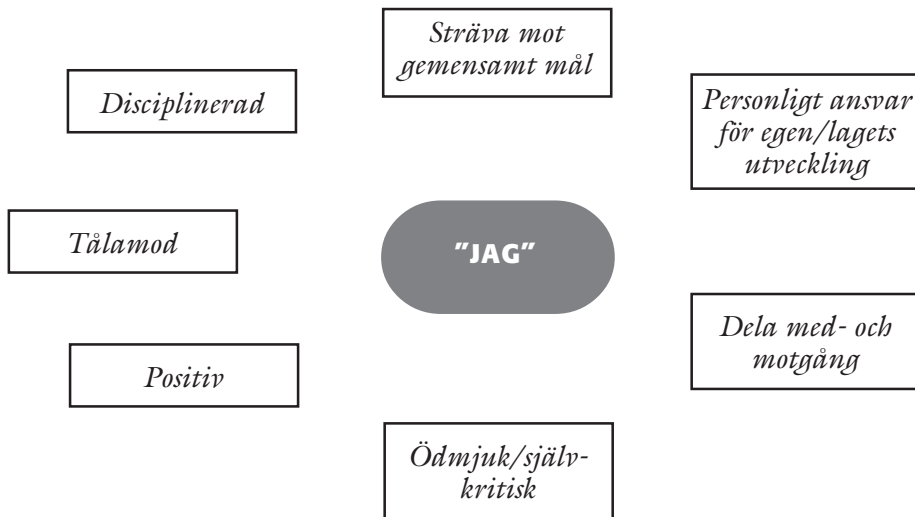 Sträva mot
gemensamt mål
Disciplinerad
Personligt ansvar
för egen/lagets
utveckling
Tålamod
”JAG”
Dela med- och
motgång
Positiv
Ödmjuk/själv-
kritisk